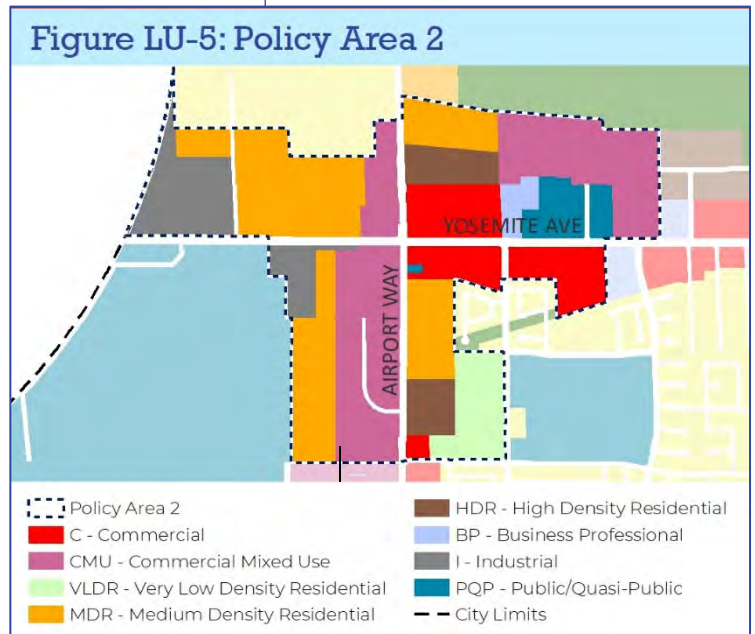 Figure LU-5: Policy Area 2
YOSEMITE AVE
AIRPORT WAY
Policy Area 2
C - Commercial
CMU - Commercial Mixed Use
VLDR - Very Low Density Residential
MDR - Medium Density Residential
HDR - High Density Residential
BP - Business Professional
I - Industrial
PQP - Public/Quasi-Public
City Limits